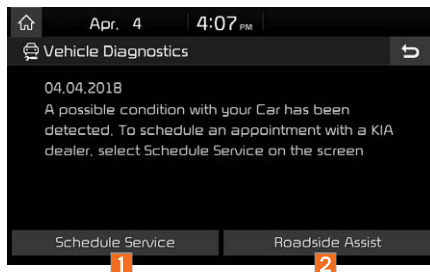 Apr. 4 4:07 PM
Vehicle Diagnostics
04.04.2018
A possible condition with your Car has been
detected. To schedule an appointment with a KIA
dealer, select Schedule Service on the screen
Schedule Service Roadside Assist
1 2